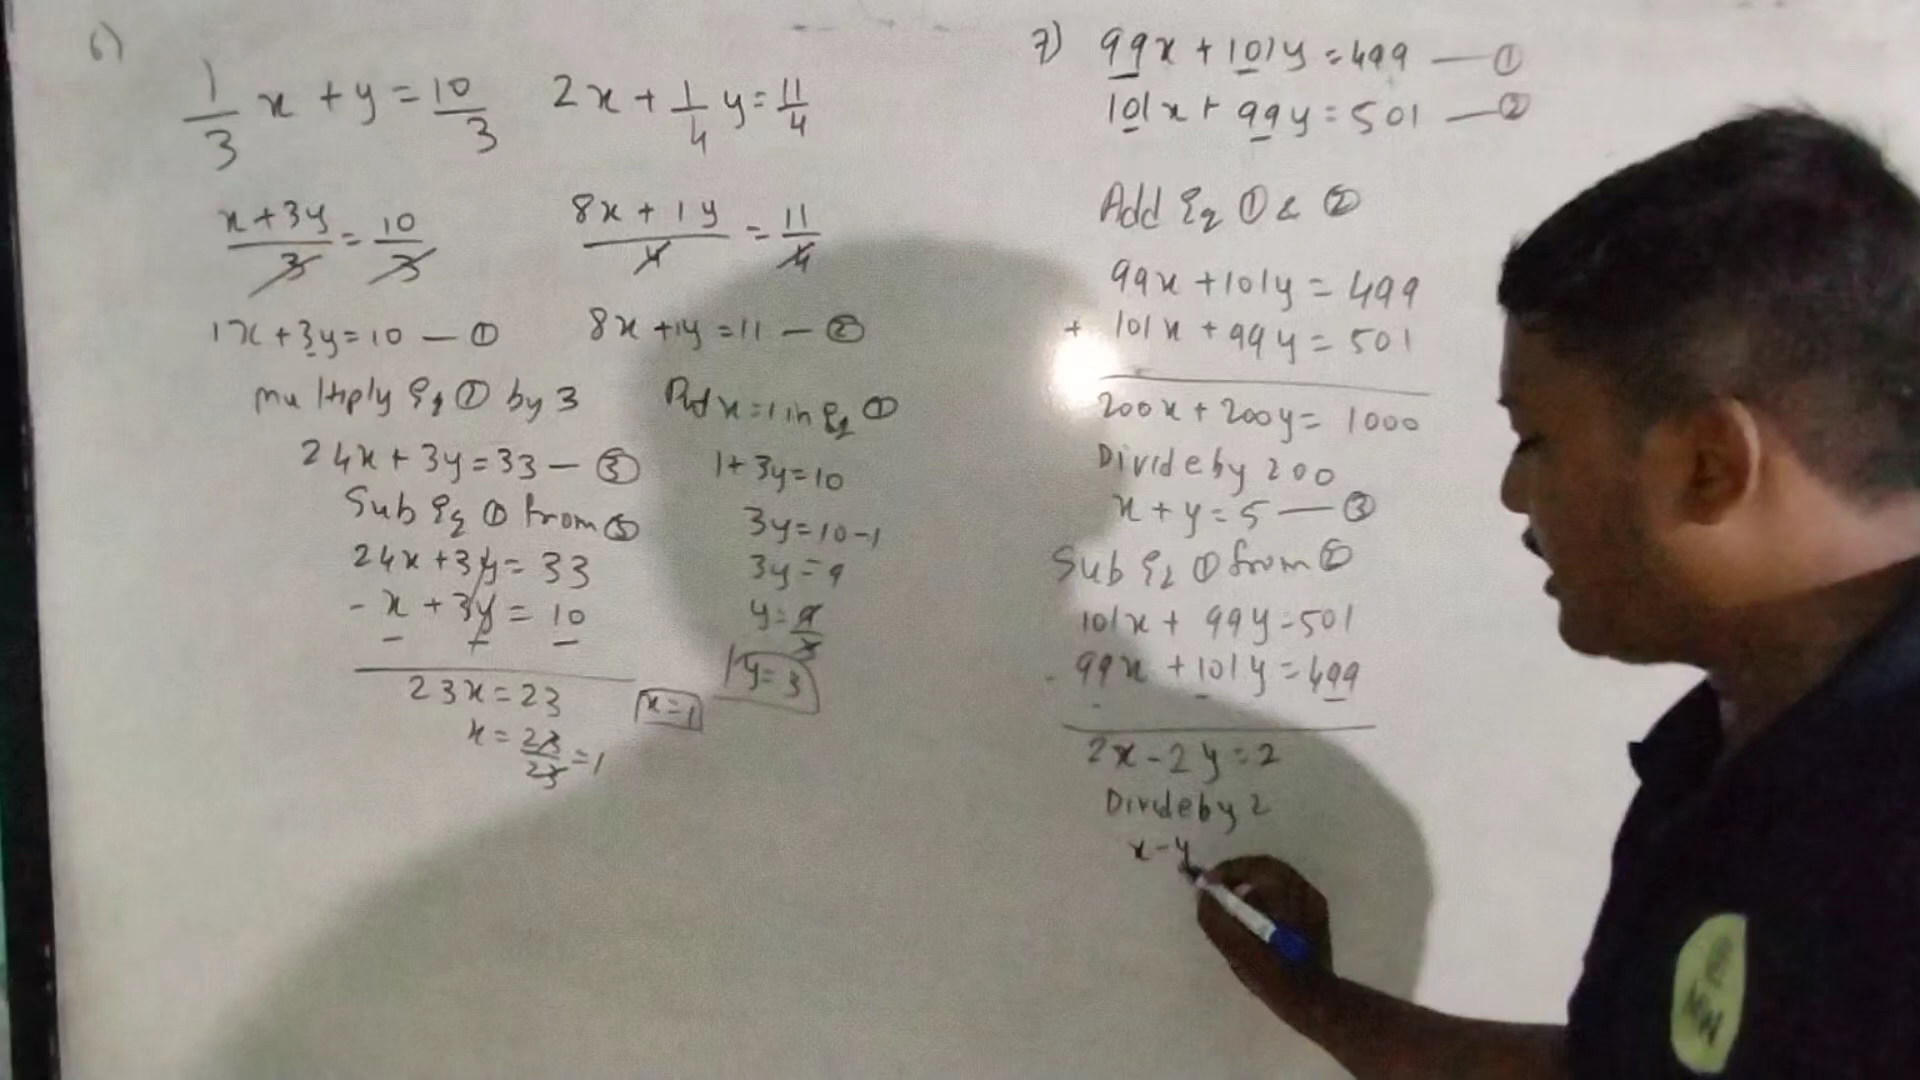 6)
1/3 x + y = 10/3   2x + 1/4 y = 11/4
x + 3y / 3 = 10/3   8x + 1y / 4 = 11/4
1x + 3y = 10 — ①   8x + 1y = 11 — ②
multiply Eq ② by 3
24x + 3y = 33 — ③
Sub Eq ① from ③
24x + 3y = 33
- x + 3y = 10
- - -
23x = 23
x = 23/23 = 1
x = 1
Put x = 1 in Eq ①
1 + 3y = 10
3y = 10 - 1
3y = 9
y = 9/3
y = 3
7) 99x + 101y = 499 — ①
101x + 99y = 501 — ②
Add Eq ① & ②
99x + 101y = 499
+ 101x + 99y = 501
200x + 200y = 1000
Divide by 200
x + y = 5 — ③
Sub Eq ① from ②
101x + 99y = 501
- 99x + 101y = 499
- - -
2x - 2y = 2
Divide by 2
x - y